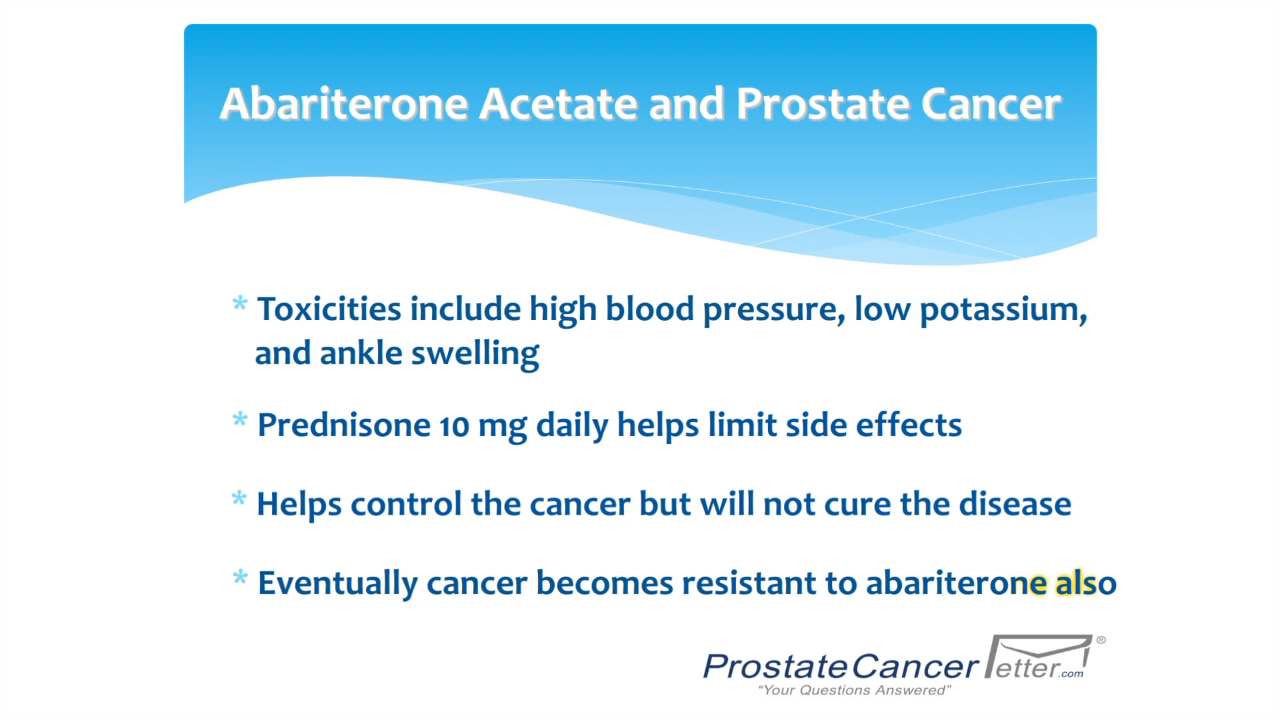 Abariterone Acetate and Prostate Cancer
* Toxicities include high blood pressure, low potassium,
and ankle swelling
* Prednisone 10 mg daily helps limit side effects
* Helps control the cancer but will not cure the disease
* Eventually cancer becomes resistant to abariterone also
ProstateCancerLetter.com®
“Your Questions Answered”